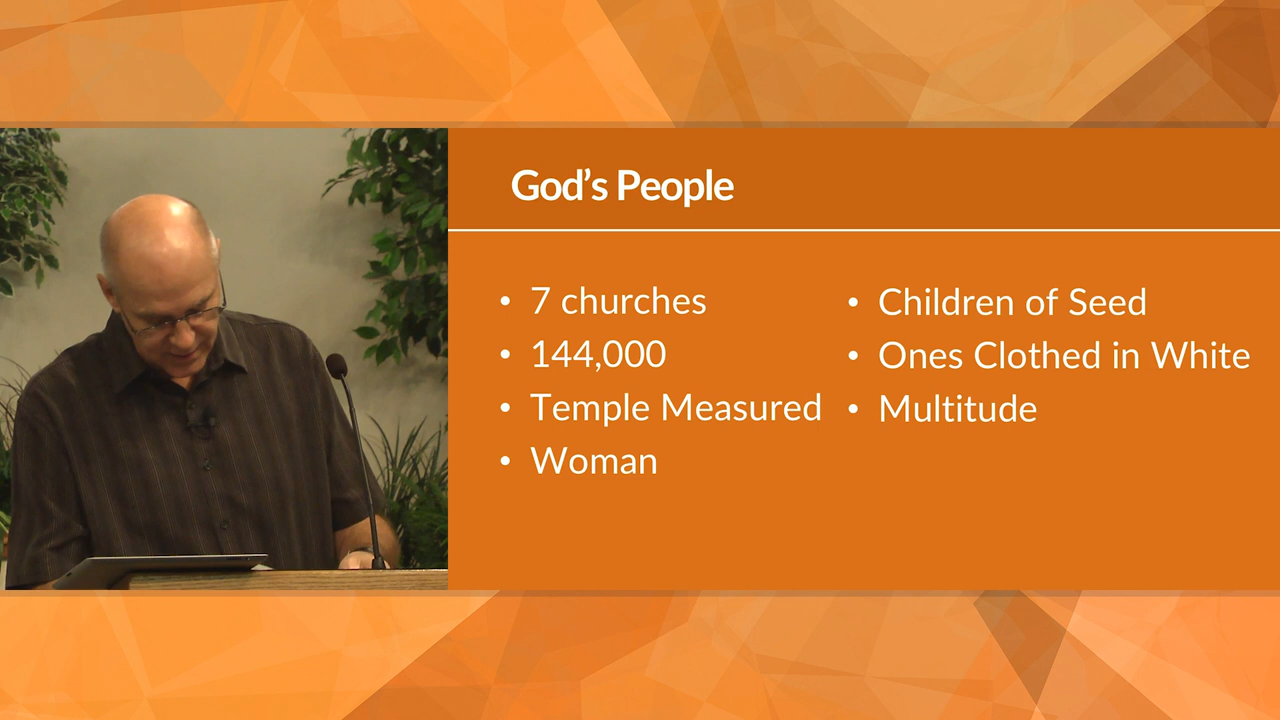 God's People
• 7 churches
• 144,000
• Temple Measured
• Woman
• Children of Seed
• Ones Clothed in White
• Multitude